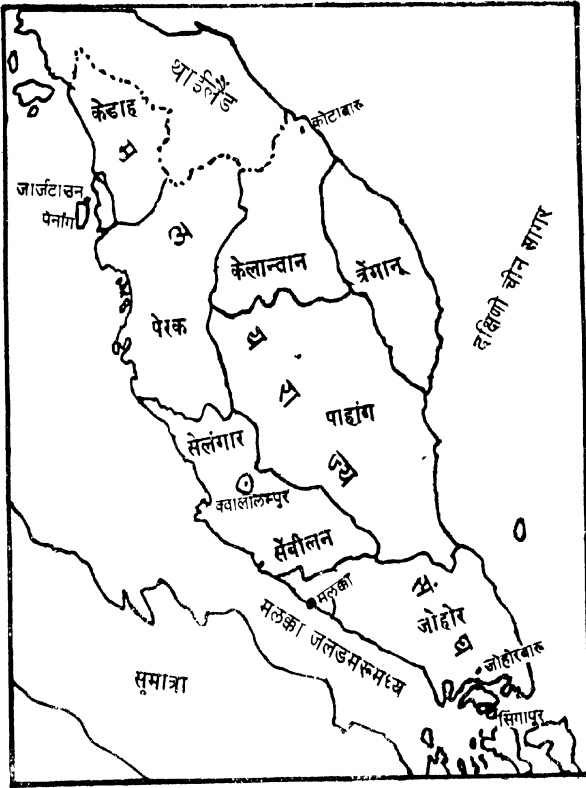 थाईलैंड
केडाह
कोटाबारू
जार्जटाउन
पेनांग
केलान्तान
त्रेंगानू
दक्षिणी चीन सागर
पेरक
पाहांग
सेलंगार
क्वालालम्पुर
सेंबीलन
मलक्का
जोहोर
मलक्का जलडमरूमध्य
जोहोरबारू
सुमात्रा
सिंगापुर